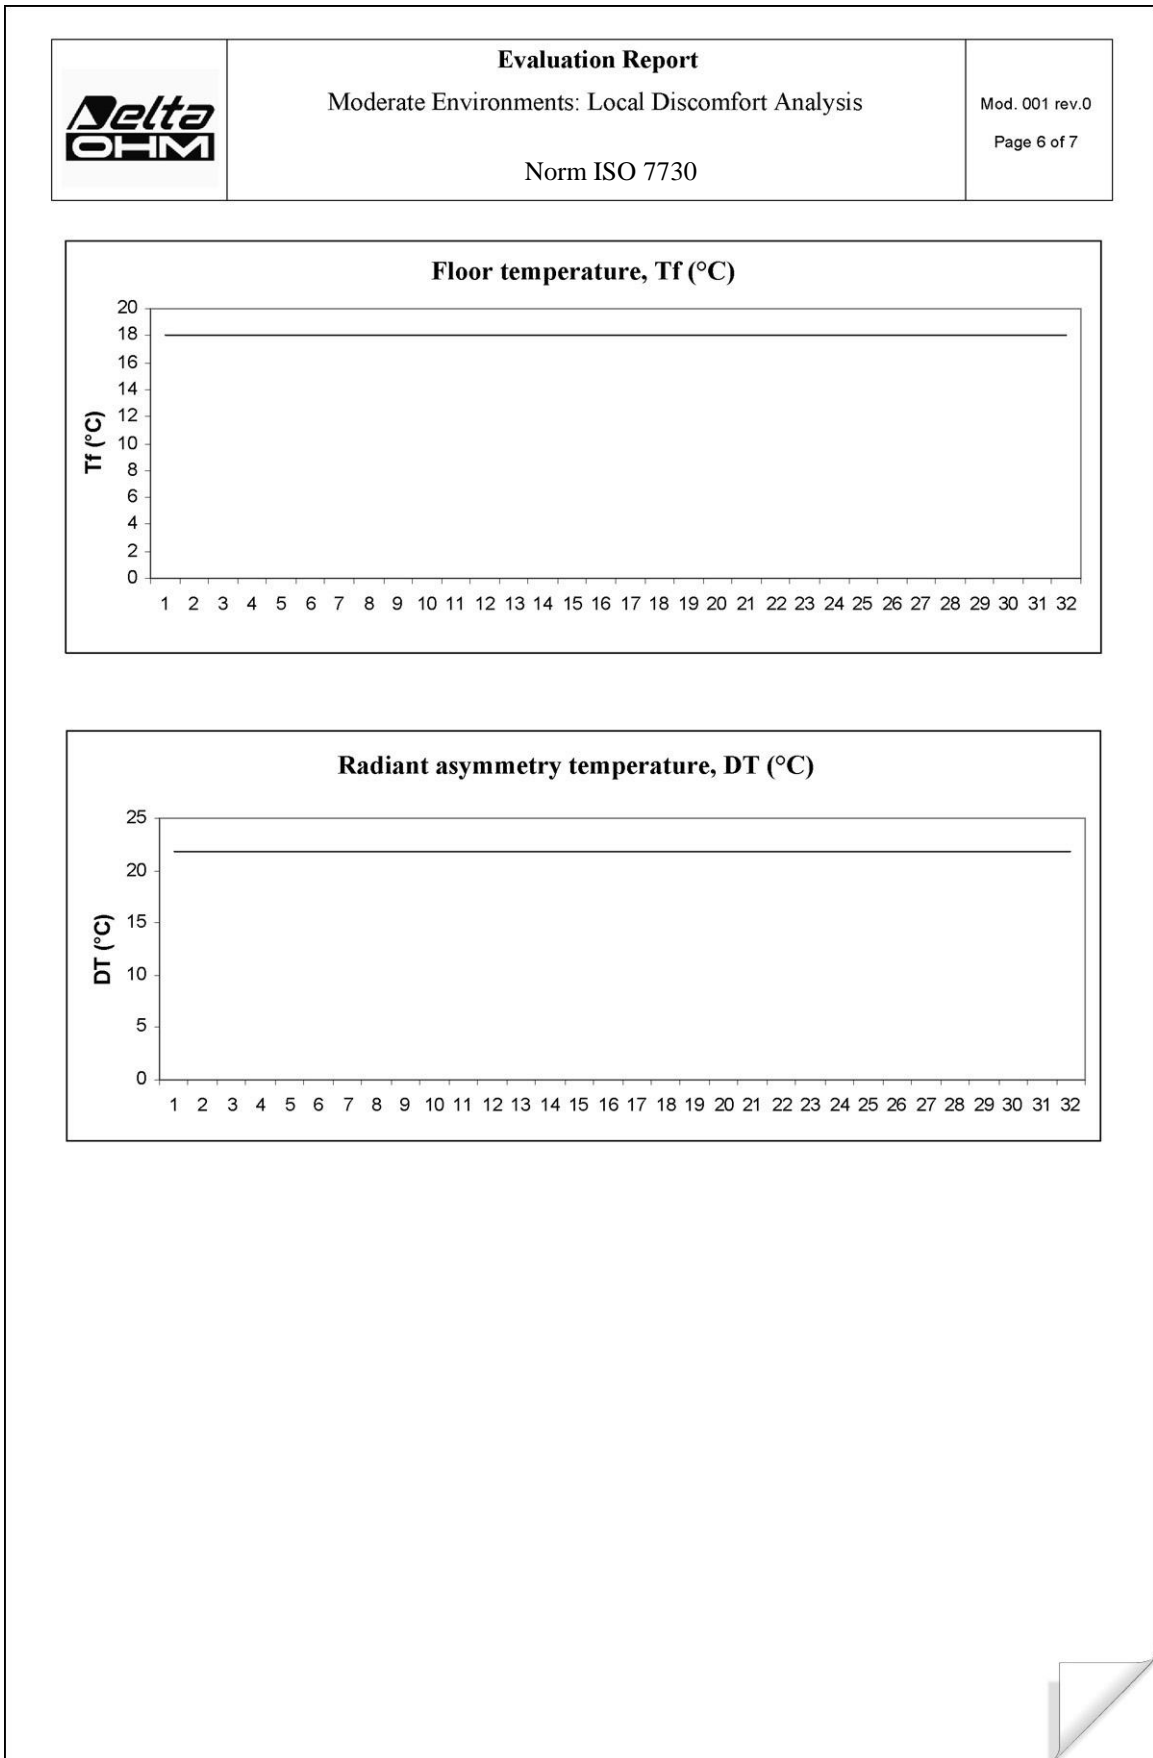 Delta
OHM
Evaluation Report
Moderate Environments: Local Discomfort Analysis
Norm ISO 7730
Mod. 001 rev.0
Page 6 of 7
Floor temperature, Tf (°C)
Tf (°C)
20
18
16
14
12
10
8
6
4
2
0
1 2 3 4 5 6 7 8 9 10 11 12 13 14 15 16 17 18 19 20 21 22 23 24 25 26 27 28 29 30 31 32
Radiant asymmetry temperature, DT (°C)
DT (°C)
25
20
15
10
5
0
1 2 3 4 5 6 7 8 9 10 11 12 13 14 15 16 17 18 19 20 21 22 23 24 25 26 27 28 29 30 31 32